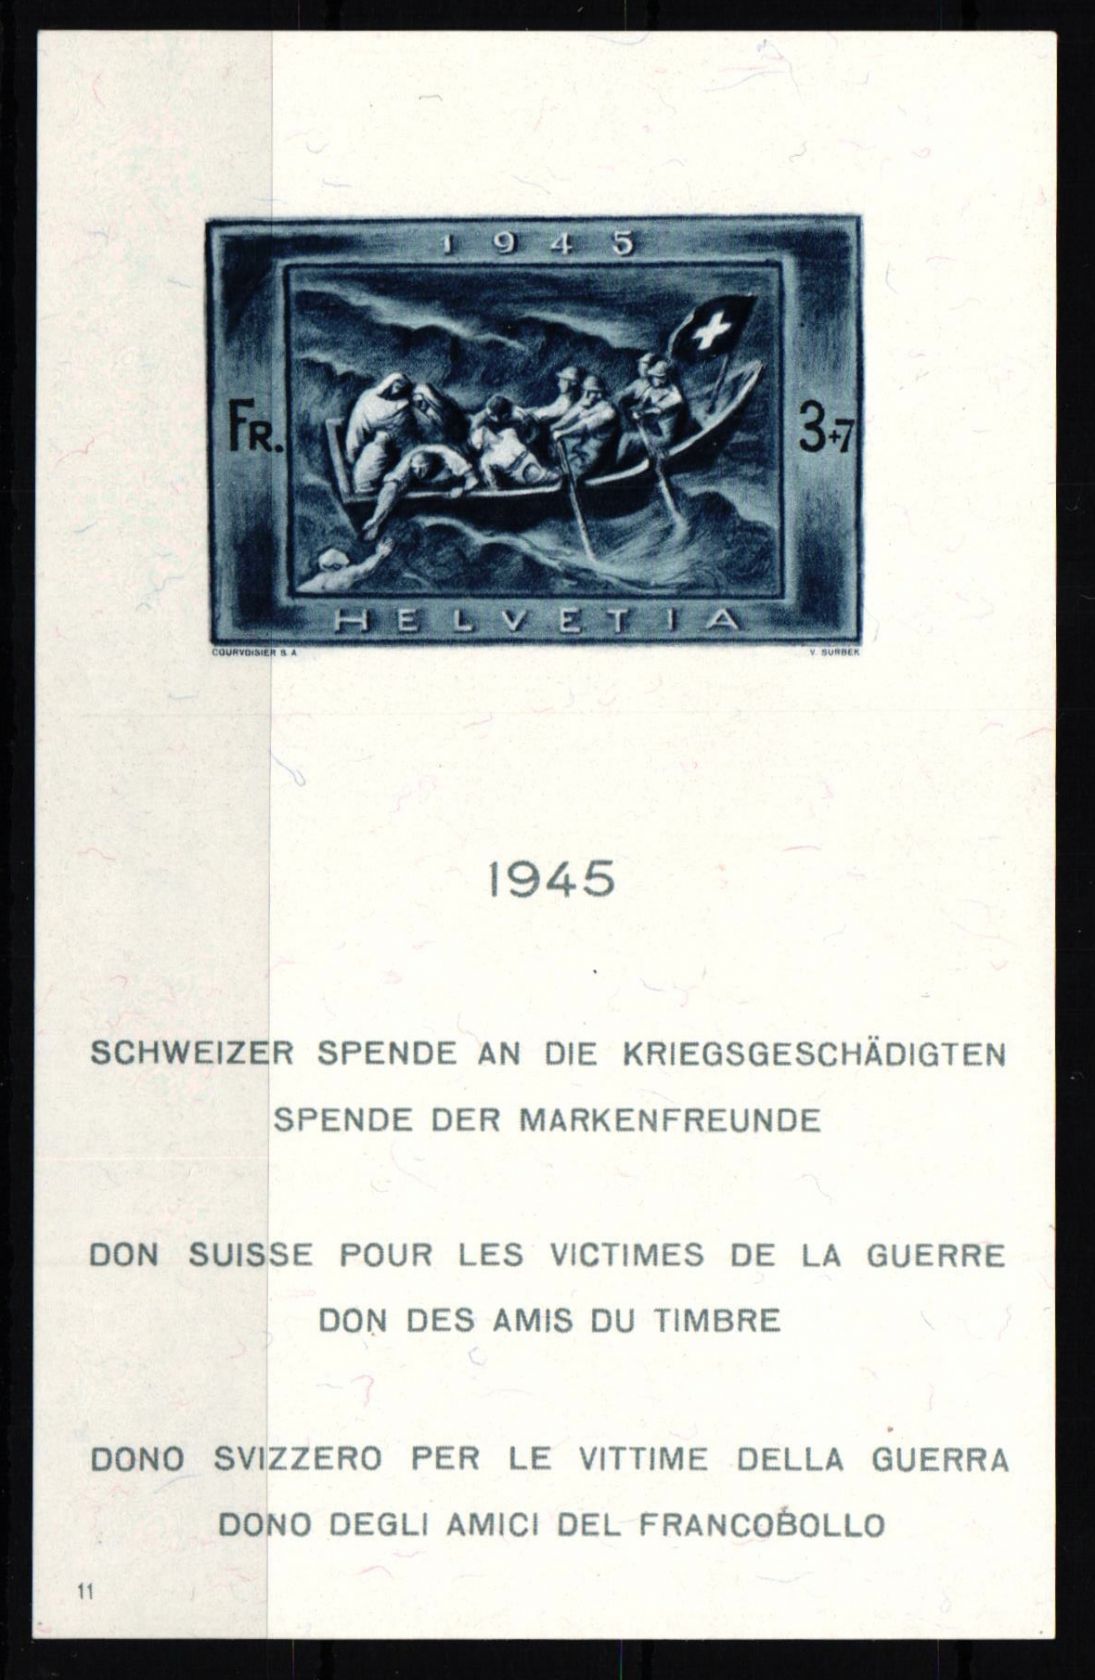 1945
FR. 3+7
HELVETIA
COURVOISIER S. A V. SURBEK
1945
SCHWEIZER SPENDE AN DIE KRIEGSGESCHÄDIGTEN
SPENDE DER MARKENFREUNDE
DON SUISSE POUR LES VICTIMES DE LA GUERRE
DON DES AMIS DU TIMBRE
DONO SVIZZERO PER LE VITTIME DELLA GUERRA
DONO DEGLI AMICI DEL FRANCOBOLLO
11